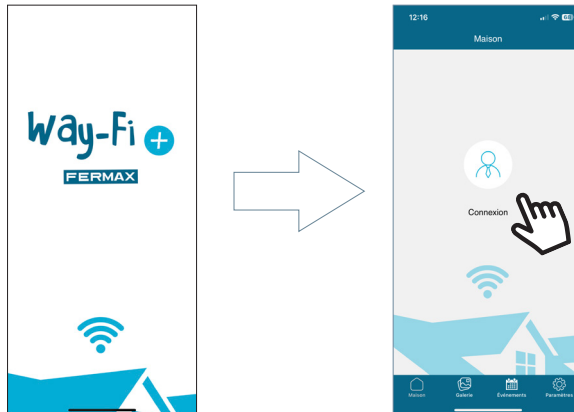 Way-Fi +
FERMAX
12:16
Maison
Connexion
Maison
Galerie
Événements
Paramètres